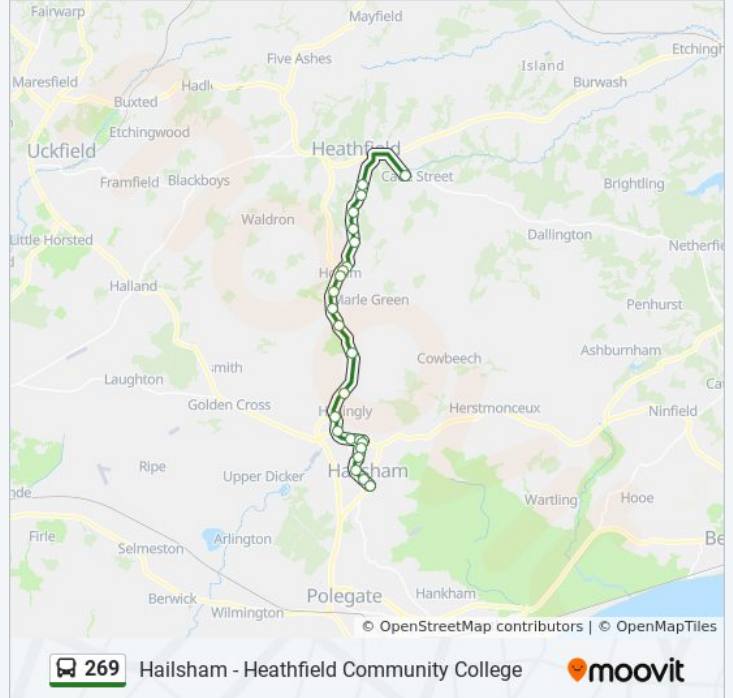 Fairwarp
Mayfield
Five Ashes
Etchingh
Maresfield
Island
Hadl
Burwash
Buxted
Etchingwood
Uckfield
Heathfield
Street
Framfield
Blackboys
Brightling
Waldron
Little Horsted
Dallington
Netherfie
Halland
Marle Green
Penhurst
Cowbeech
Ashburnham
smith
Laughton
Golden Cross
Herstmonceux
Ninfield
Ripe
Upper Dicker
Hailsham
Wartling
Hooe
Firle
Selmeston
Arlington
Be
Berwick
Polegate
Hankham
Wilmington
© OpenStreetMap contributors | © OpenMapTiles
269 Hailsham - Heathfield Community College
moovit